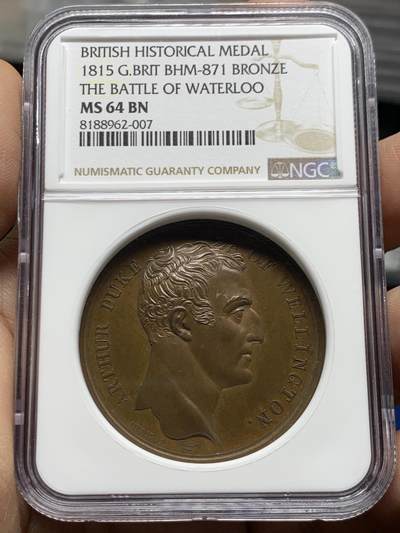 BRITISH HISTORICAL MEDAL
1815 G.BRIT BHM-871 BRONZE
THE BATTLE OF WATERLOO
MS 64 BN
8188962-007
NUMISMATIC GUARANTY COMPANY
NGC
ARTHUR DUKE OF WELLINGTON.